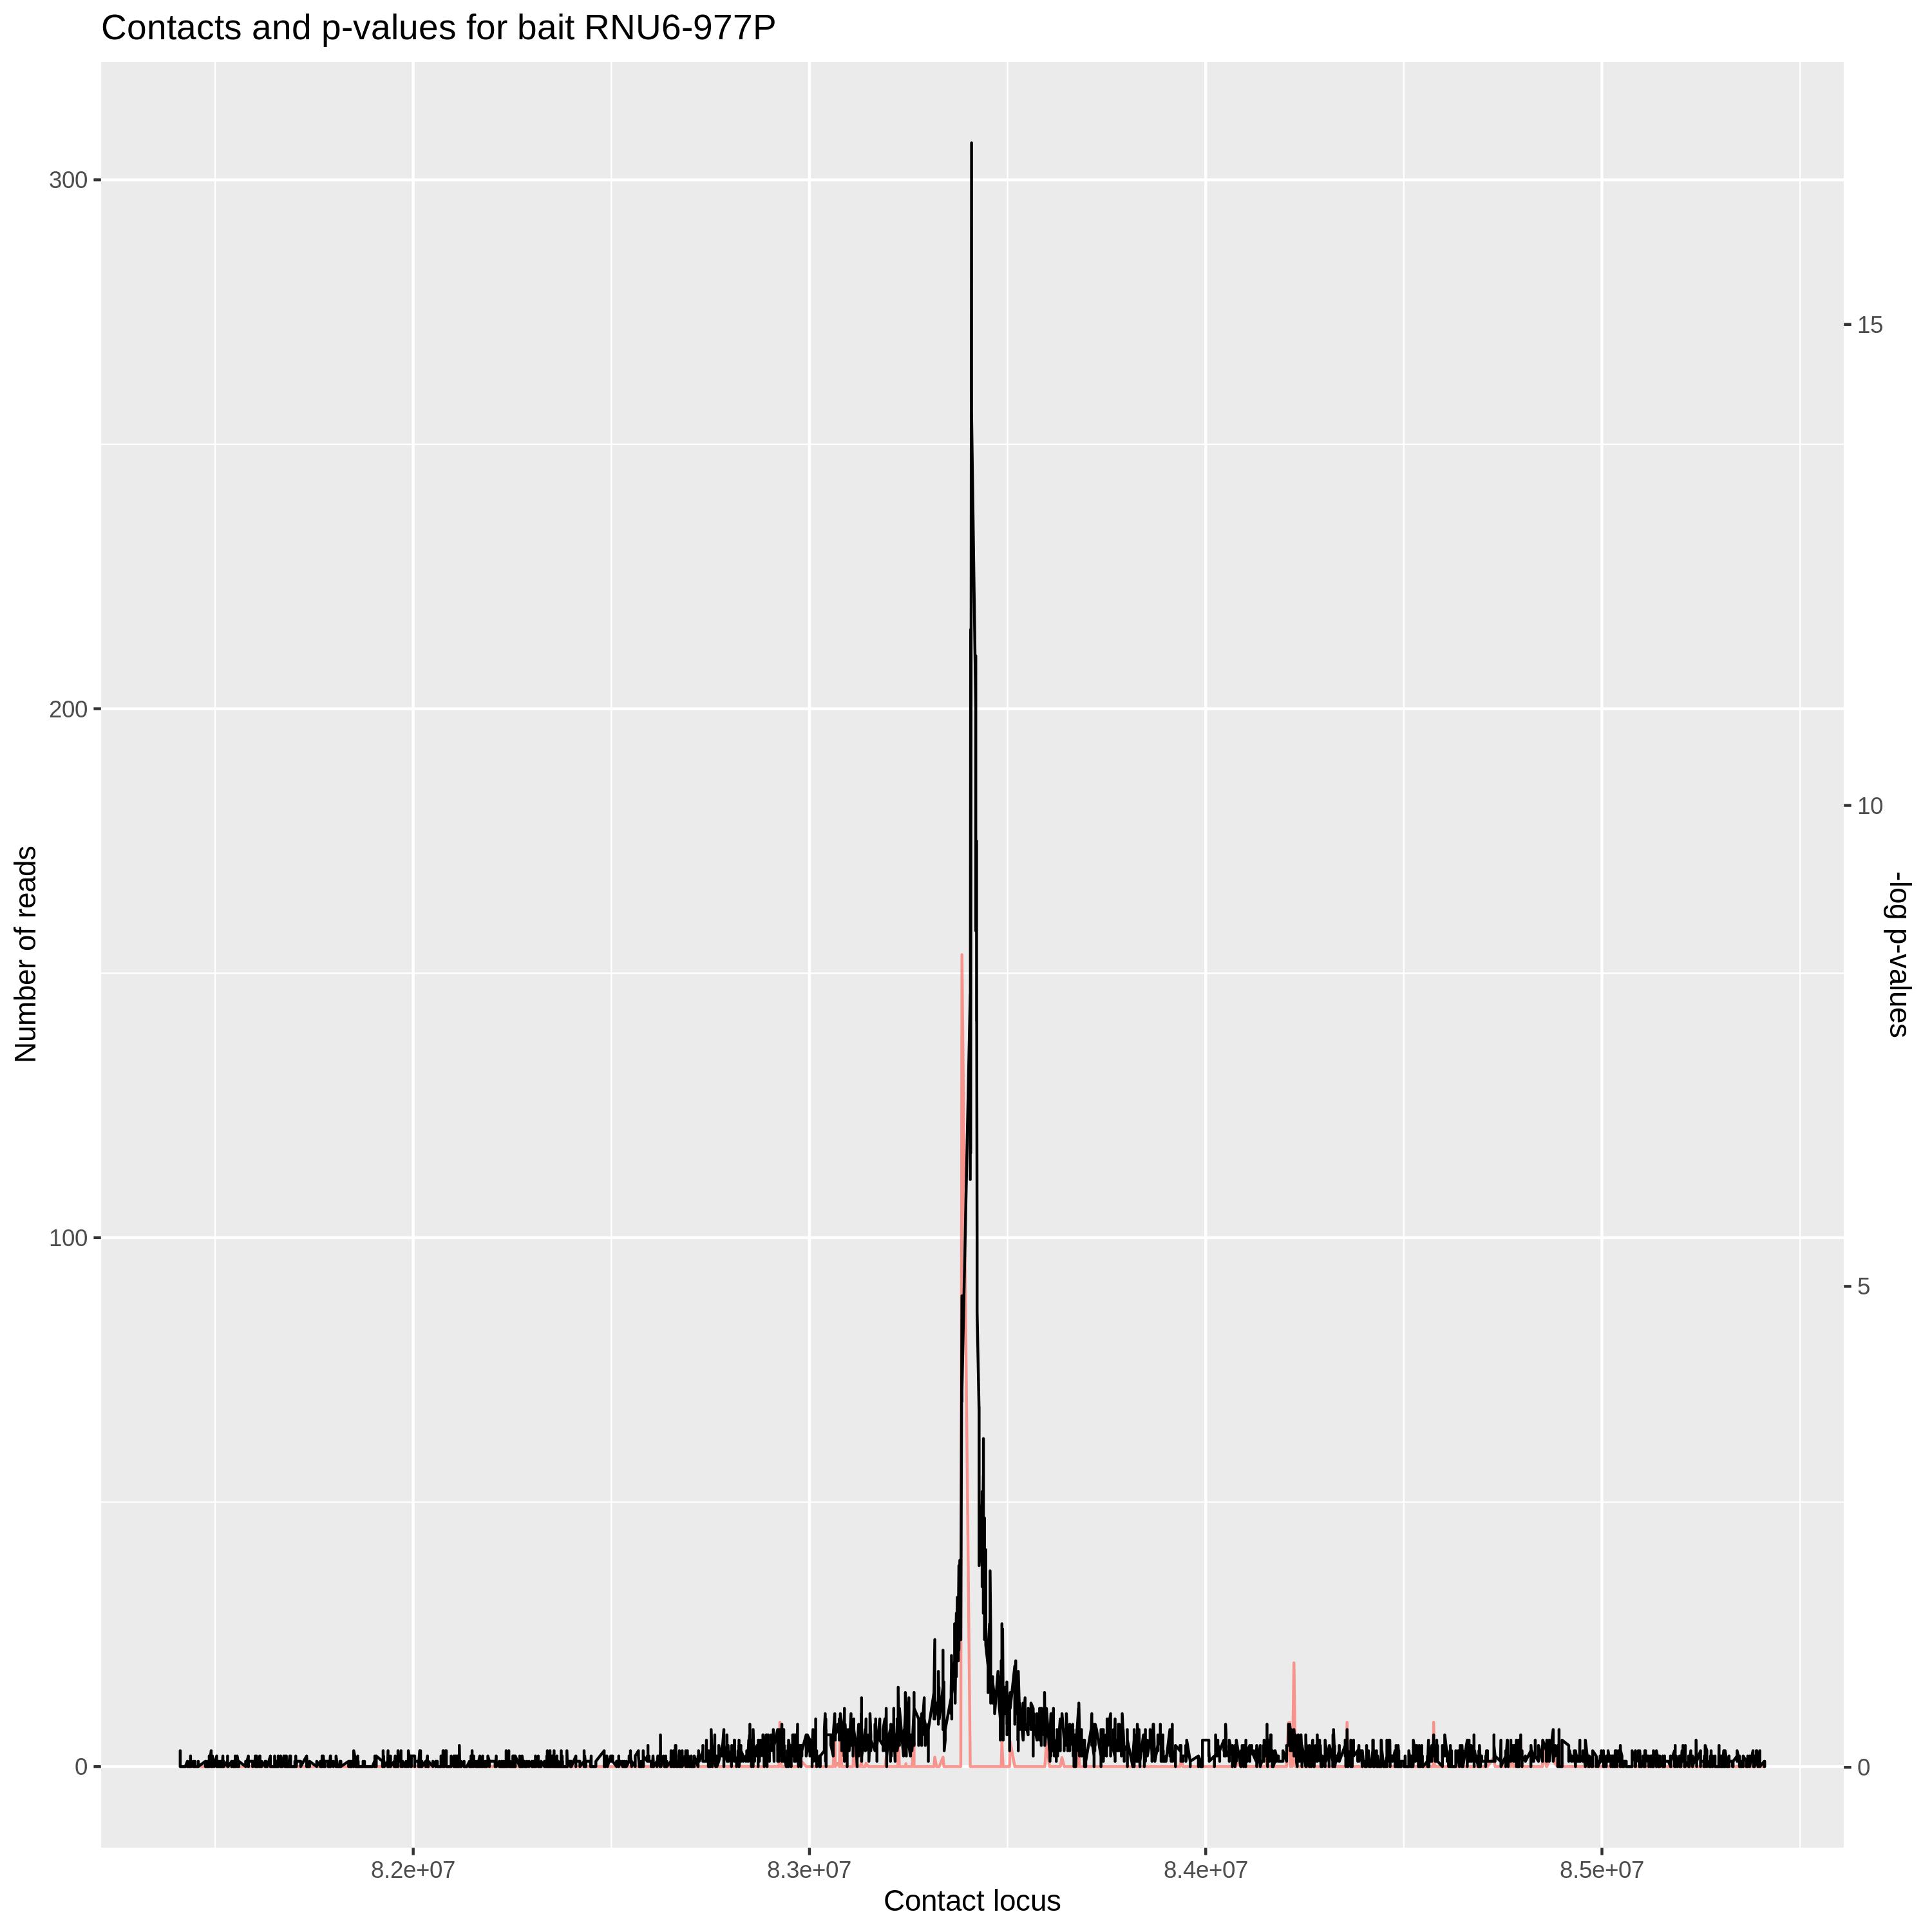 Contacts and p-values for bait RNU6-977P
300
200
100
0
15
10
5
0
Number of reads
-log p-values
8.2e+07
8.3e+07
8.4e+07
8.5e+07
Contact locus